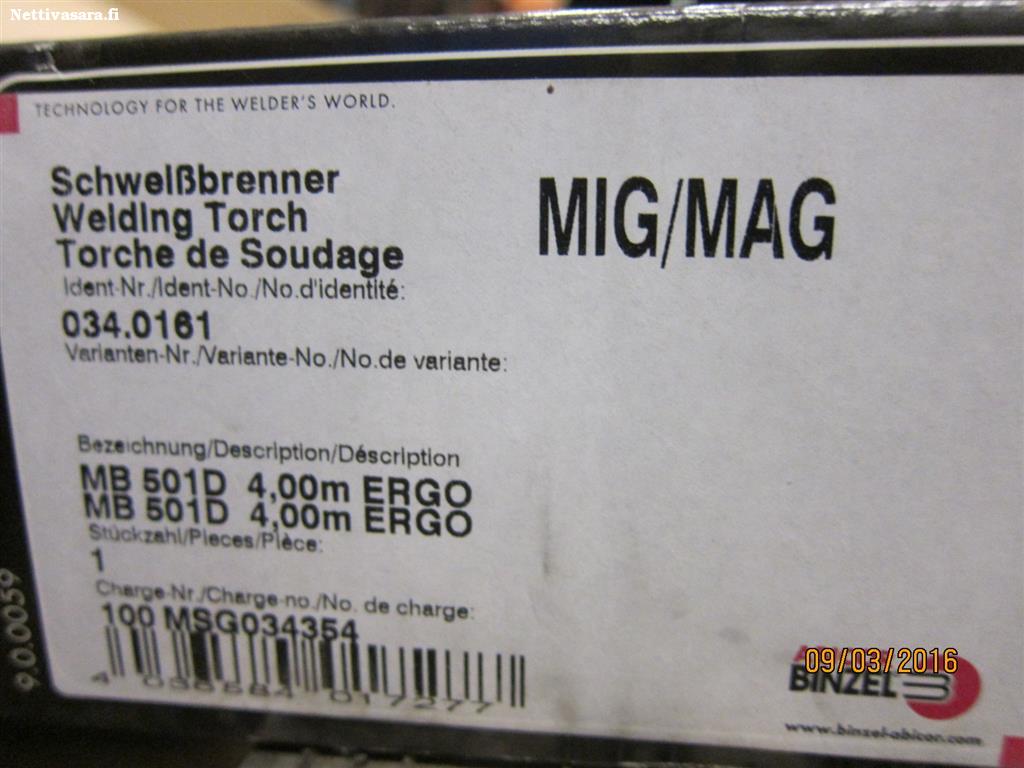 Nettivasara.fi
TECHNOLOGY FOR THE WELDER'S WORLD.
Schweißbrenner
Welding Torch
Torche de Soudage
MIG/MAG
Ident-Nr./Ident-No./No.d'identité:
034.0161
Varianten-Nr./Variante-No./No.de variante:
Bezeichnung/Description/Déscription
MB 501D 4,00m ERGO
MB 501D 4,00m ERGO
Stückzahl/Pieces/Pièce:
1
Charge-Nr./Charge-no./No. de charge:
100 MSG034354
4 036584 017277
9.0.0059
09/03/2016
BINZEL
www.binzel-abicor.com